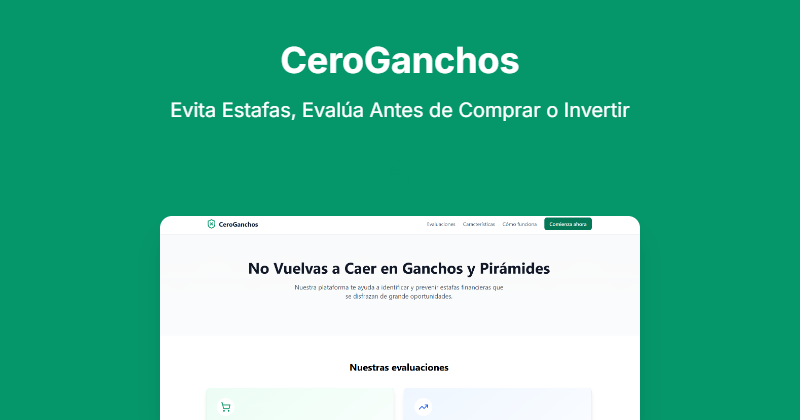 CeroGanchos
Evita Estafas, Evalúa Antes de Comprar o Invertir
CeroGanchos
Evaluaciones Características Cómo funciona Comienza ahora
No Vuelvas a Caer en Ganchos y Pirámides
Nuestra plataforma te ayuda a identificar y prevenir estafas financieras que
se disfrazan de grande oportunidades.
Nuestras evaluaciones